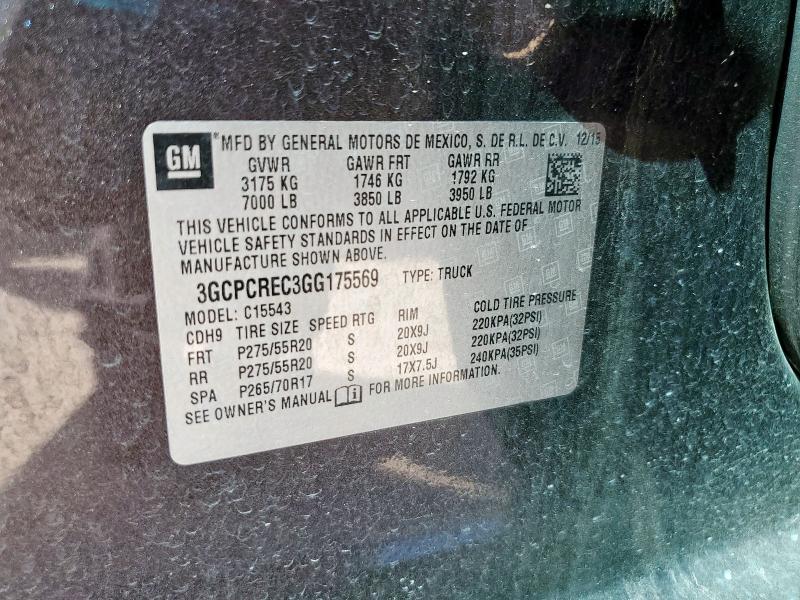 GM
® MFD BY GENERAL MOTORS DE MEXICO, S. DE R.L. DE C.V. 12/15
GVWR GAWR FRT GAWR RR
3175 KG 1746 KG 1792 KG
7000 LB 3850 LB 3950 LB
THIS VEHICLE CONFORMS TO ALL APPLICABLE U.S. FEDERAL MOTOR
VEHICLE SAFETY STANDARDS IN EFFECT ON THE DATE OF
MANUFACTURE SHOWN ABOVE.
3GCPCREC3GG175569 TYPE: TRUCK
MODEL: C15543
CDH9 TIRE SIZE SPEED RTG RIM COLD TIRE PRESSURE
FRT P275/55R20 S 20X9J 220KPA(32PSI)
RR P275/55R20 S 20X9J 220KPA(32PSI)
SPA P265/70R17 S 17X7.5J 240KPA(35PSI)
SEE OWNER'S MANUAL FOR MORE INFORMATION.